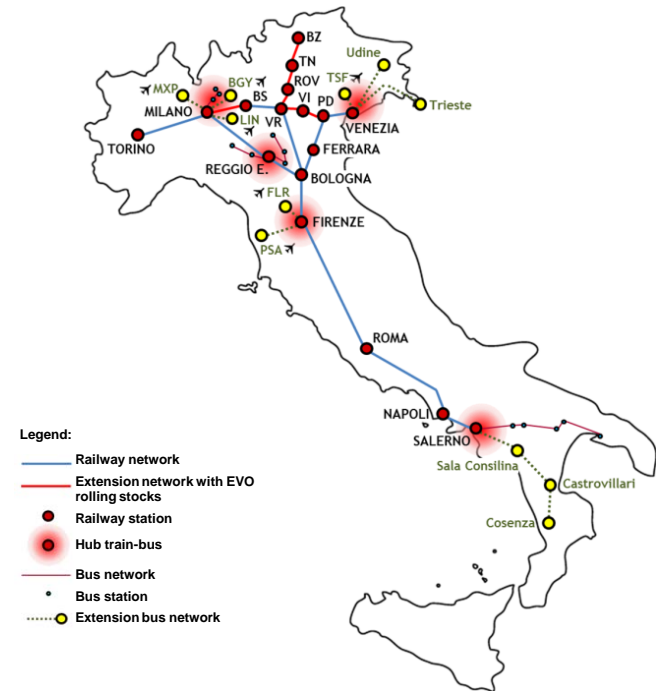 BZ
Udine
TN
TSF
ROV
MXP
BGY
BS
VI
PD
MILANO
LIN
VR
VENEZIA
Trieste
TORINO
FERRARA
REGGIO E.
BOLOGNA
FLR
FIRENZE
PSA
ROMA
NAPOLI
SALERNO
Sala Consilina
Castrovillari
Cosenza
Legend:
Railway network
Extension network with EVO
rolling stocks
Railway station
Hub train-bus
Bus network
Bus station
Extension bus network